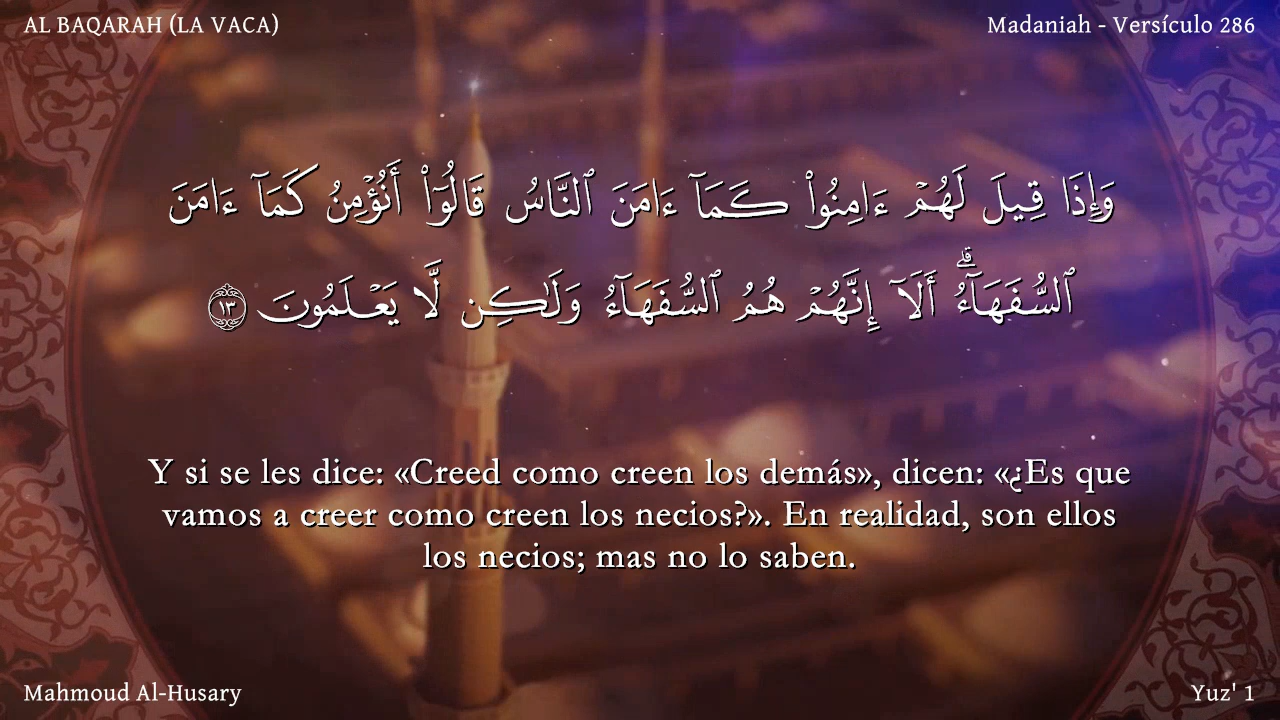 AL BAQARAH (LA VACA)
Madaniah - Versículo 286
وَإِذَا قِيلَ لَهُمْ ءَامِنُوا۟ كَمَآ ءَامَنَ ٱلنَّاسُ قَالُوٓا۟ أَنُؤْمِنُ كَمَآ ءَامَنَ
ٱلسُّفَهَآءُ ۗ أَلَآ إِنَّهُمْ هُمُ ٱلسُّفَهَآءُ وَلَـٰكِن لَّا يَعْلَمُونَ ١٣
Y si se les dice: «Creed como creen los demás», dicen: «¿Es que
vamos a creer como creen los necios?». En realidad, son ellos
los necios; mas no lo saben.
Mahmoud Al-Husary
Yuz' 1